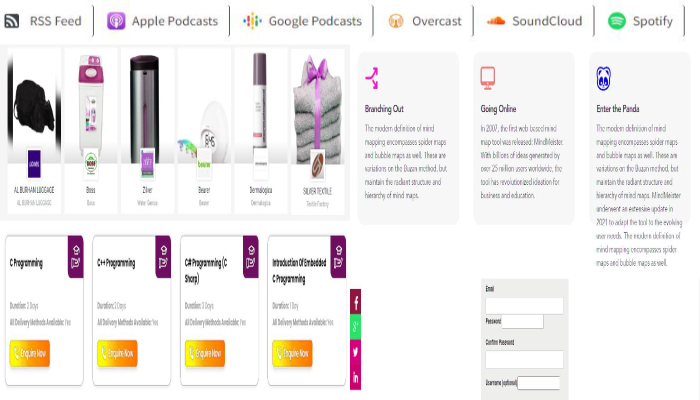 RSS Feed
Apple Podcasts
Google Podcasts
Overcast
SoundCloud
Spotify
AL BURHAN LUGGAGE
AL BURHAN LUGGAGE
Boss
Boss
Zilver
Water Genius
Beurer
Beurer
Dermalogica
Dermalogica
SILVER TEXTILE
Textile Factory
Branching Out
The modern definition of mind
mapping encompasses spider maps
and bubble maps as well. These are
variations on the Buzan method, but
maintain the radiant structure and
hierarchy of mind maps.
Going Online
In 2007, the first web-based mind
map tool was released: MindMeister.
With billions of ideas generated by
over 25 million users worldwide, the
tool has revolutionized ideation for
business and education.
Enter the Panda
The modern definition of mind
mapping encompasses spider maps
and bubble maps as well. These are
variations on the Buzan method, but
maintain the radiant structure and
hierarchy of mind maps. MindMeister
underwent an extensive update in
2021 to adapt the tool to the evolving
user needs. The modern definition of
mind mapping encompasses spider
maps and bubble maps as well.
C Programming
Duration: 2 Days
All Delivery Methods Available: Yes
Enquire Now
C++ Programming
Duration: 2 Days
All Delivery Methods Available: Yes
Enquire Now
C# Programming (C
Sharp)
Duration: 3 Days
All Delivery Methods Available: Yes
Enquire Now
Introduction Of Embedded
C Programming
Duration: 1 Day
All Delivery Methods Available: Yes
Enquire Now
Email
Password
Confirm Password
Username (optional)